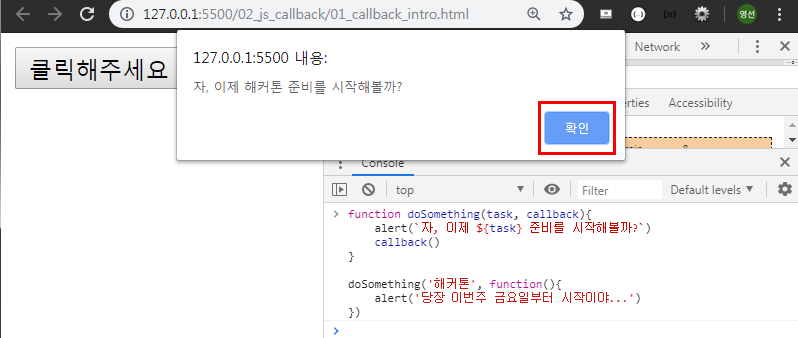 127.0.0.1:5500/02_js_callback/01_callback_intro.html
영선
클릭해주세요
127.0.0.1:5500 내용:
자, 이제 해커톤 준비를 시작해볼까?
확인
Network
Accessibility
Console
top
Filter
Default levels
function doSomething(task, callback){
alert(`자, 이제 ${task} 준비를 시작해볼까?`)
callback()
}
doSomething('해커톤', function(){
alert('당장 이번주 금요일부터 시작이야...')
})